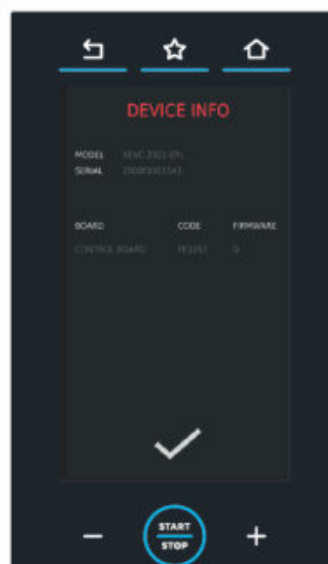 DEVICE INFO
MODEL
SERIAL
BOARD CODE FIRMWARE
CONTROL BOARD
START
STOP